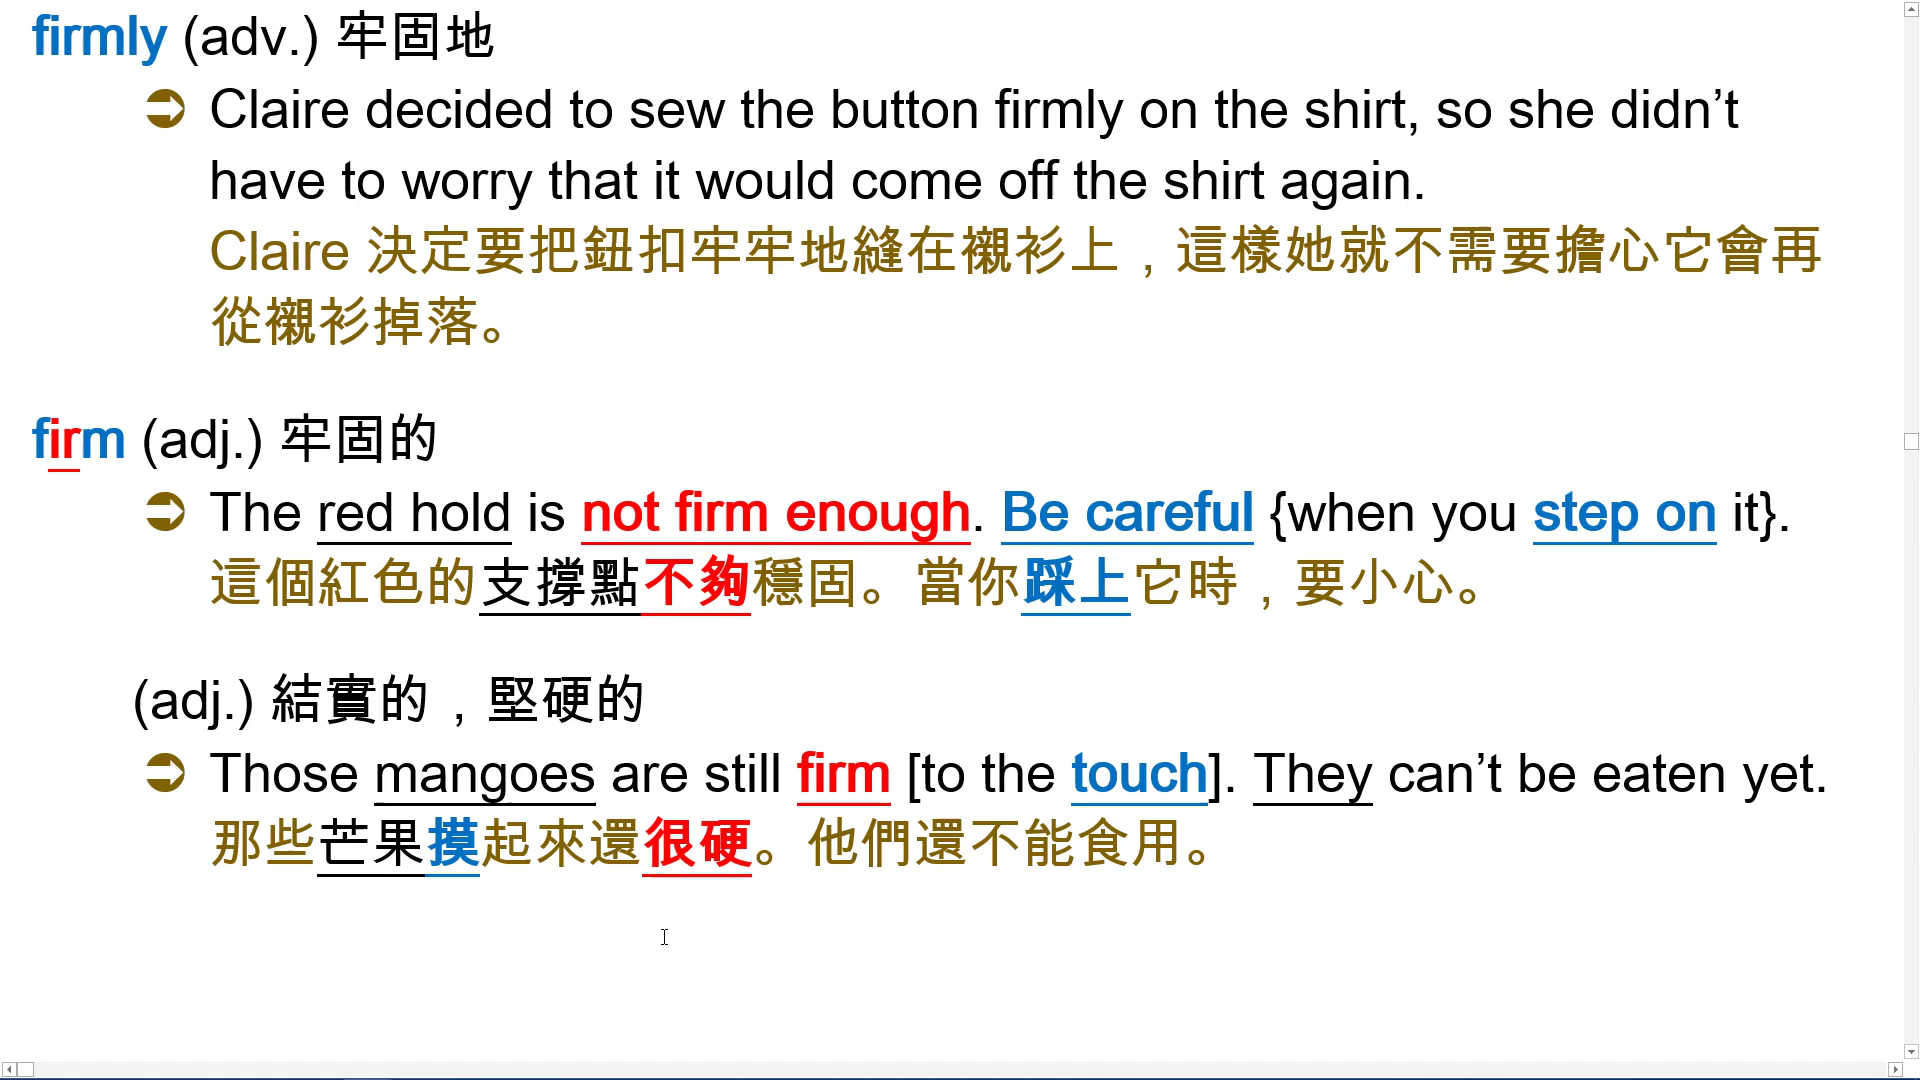 firmly (adv.) 牢固地
Claire decided to sew the button firmly on the shirt, so she didn’t
have to worry that it would come off the shirt again.
Claire 決定要把鈕扣牢牢地縫在襯衫上，這樣她就不需要擔心它會再
從襯衫掉落。
firm (adj.) 牢固的
The red hold is not firm enough. Be careful {when you step on it}.
這個紅色的支撐點不夠穩固。當你踩上它時，要小心。
(adj.) 結實的，堅硬的
Those mangoes are still firm [to the touch]. They can’t be eaten yet.
那些芒果摸起來還很硬。他們還不能食用。